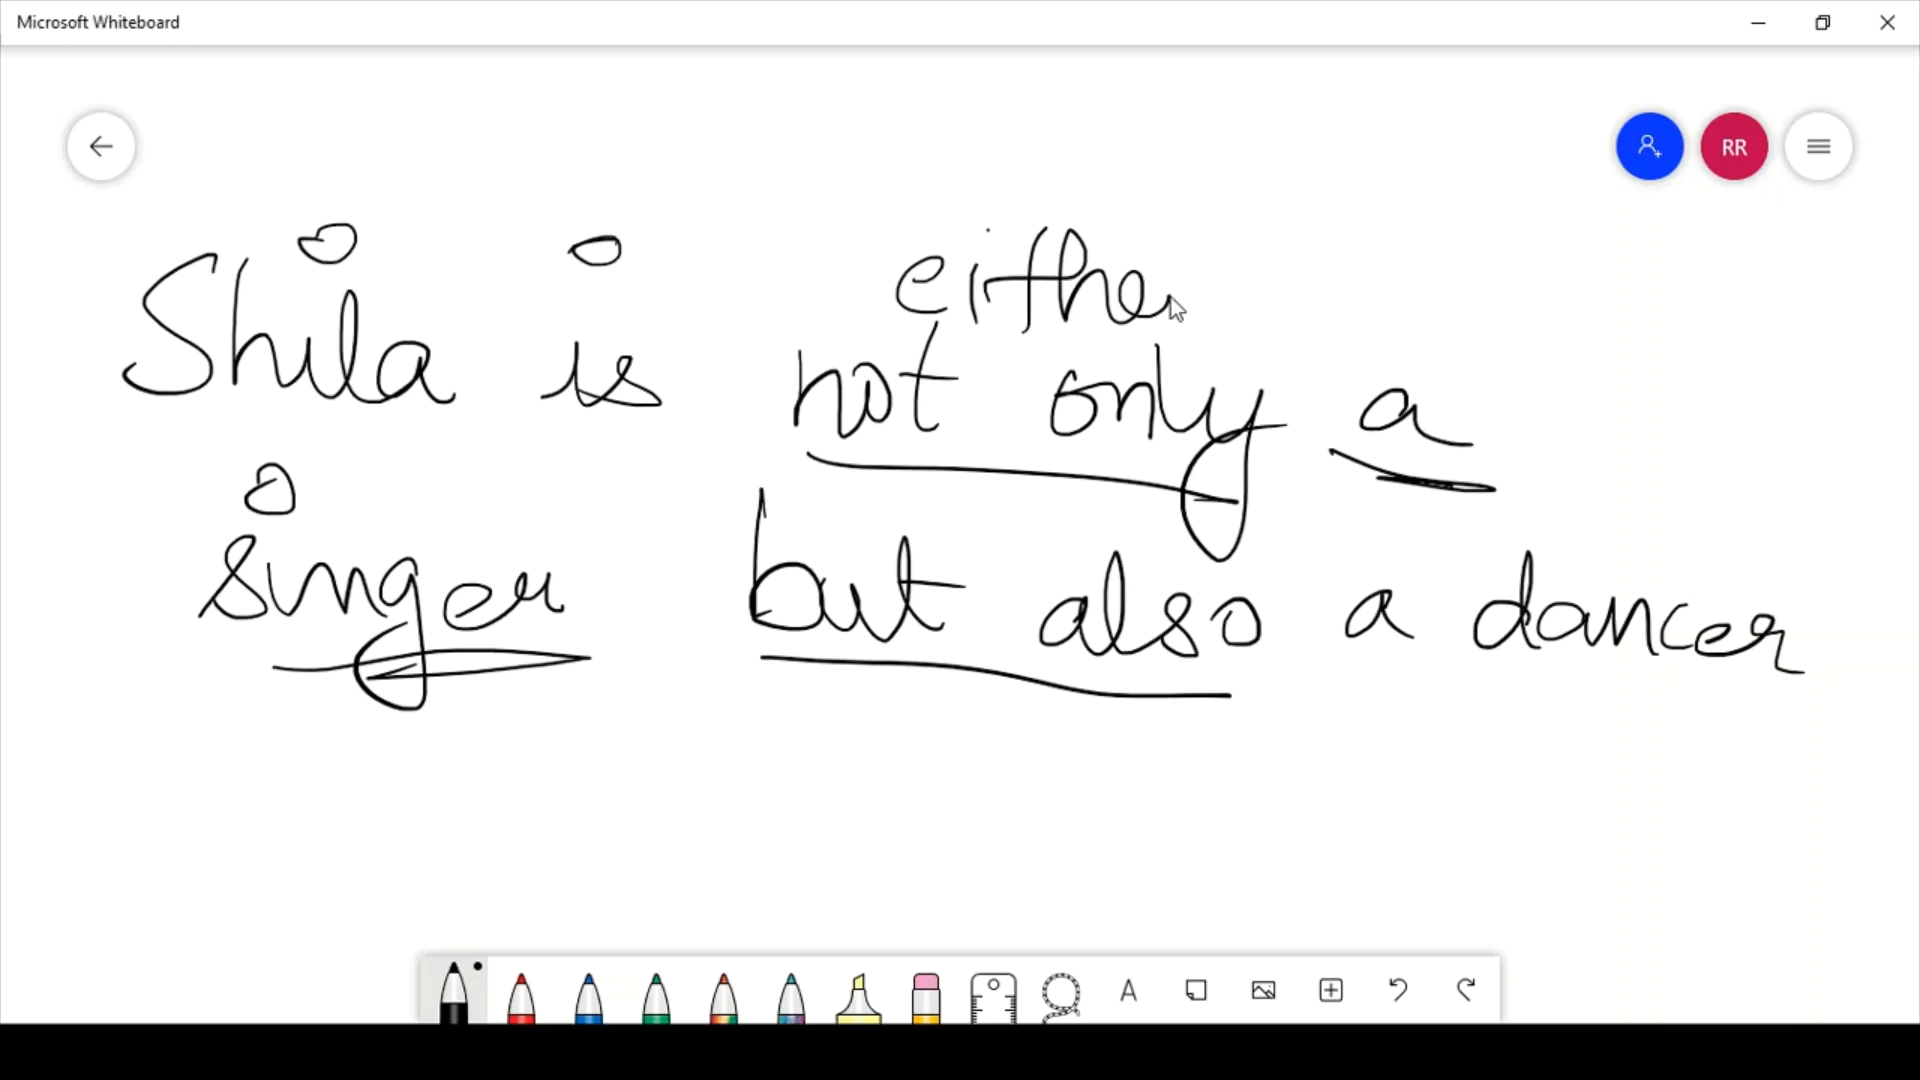 Microsoft Whiteboard
RR
either
Shila is not only a
singer but also a dancer
A